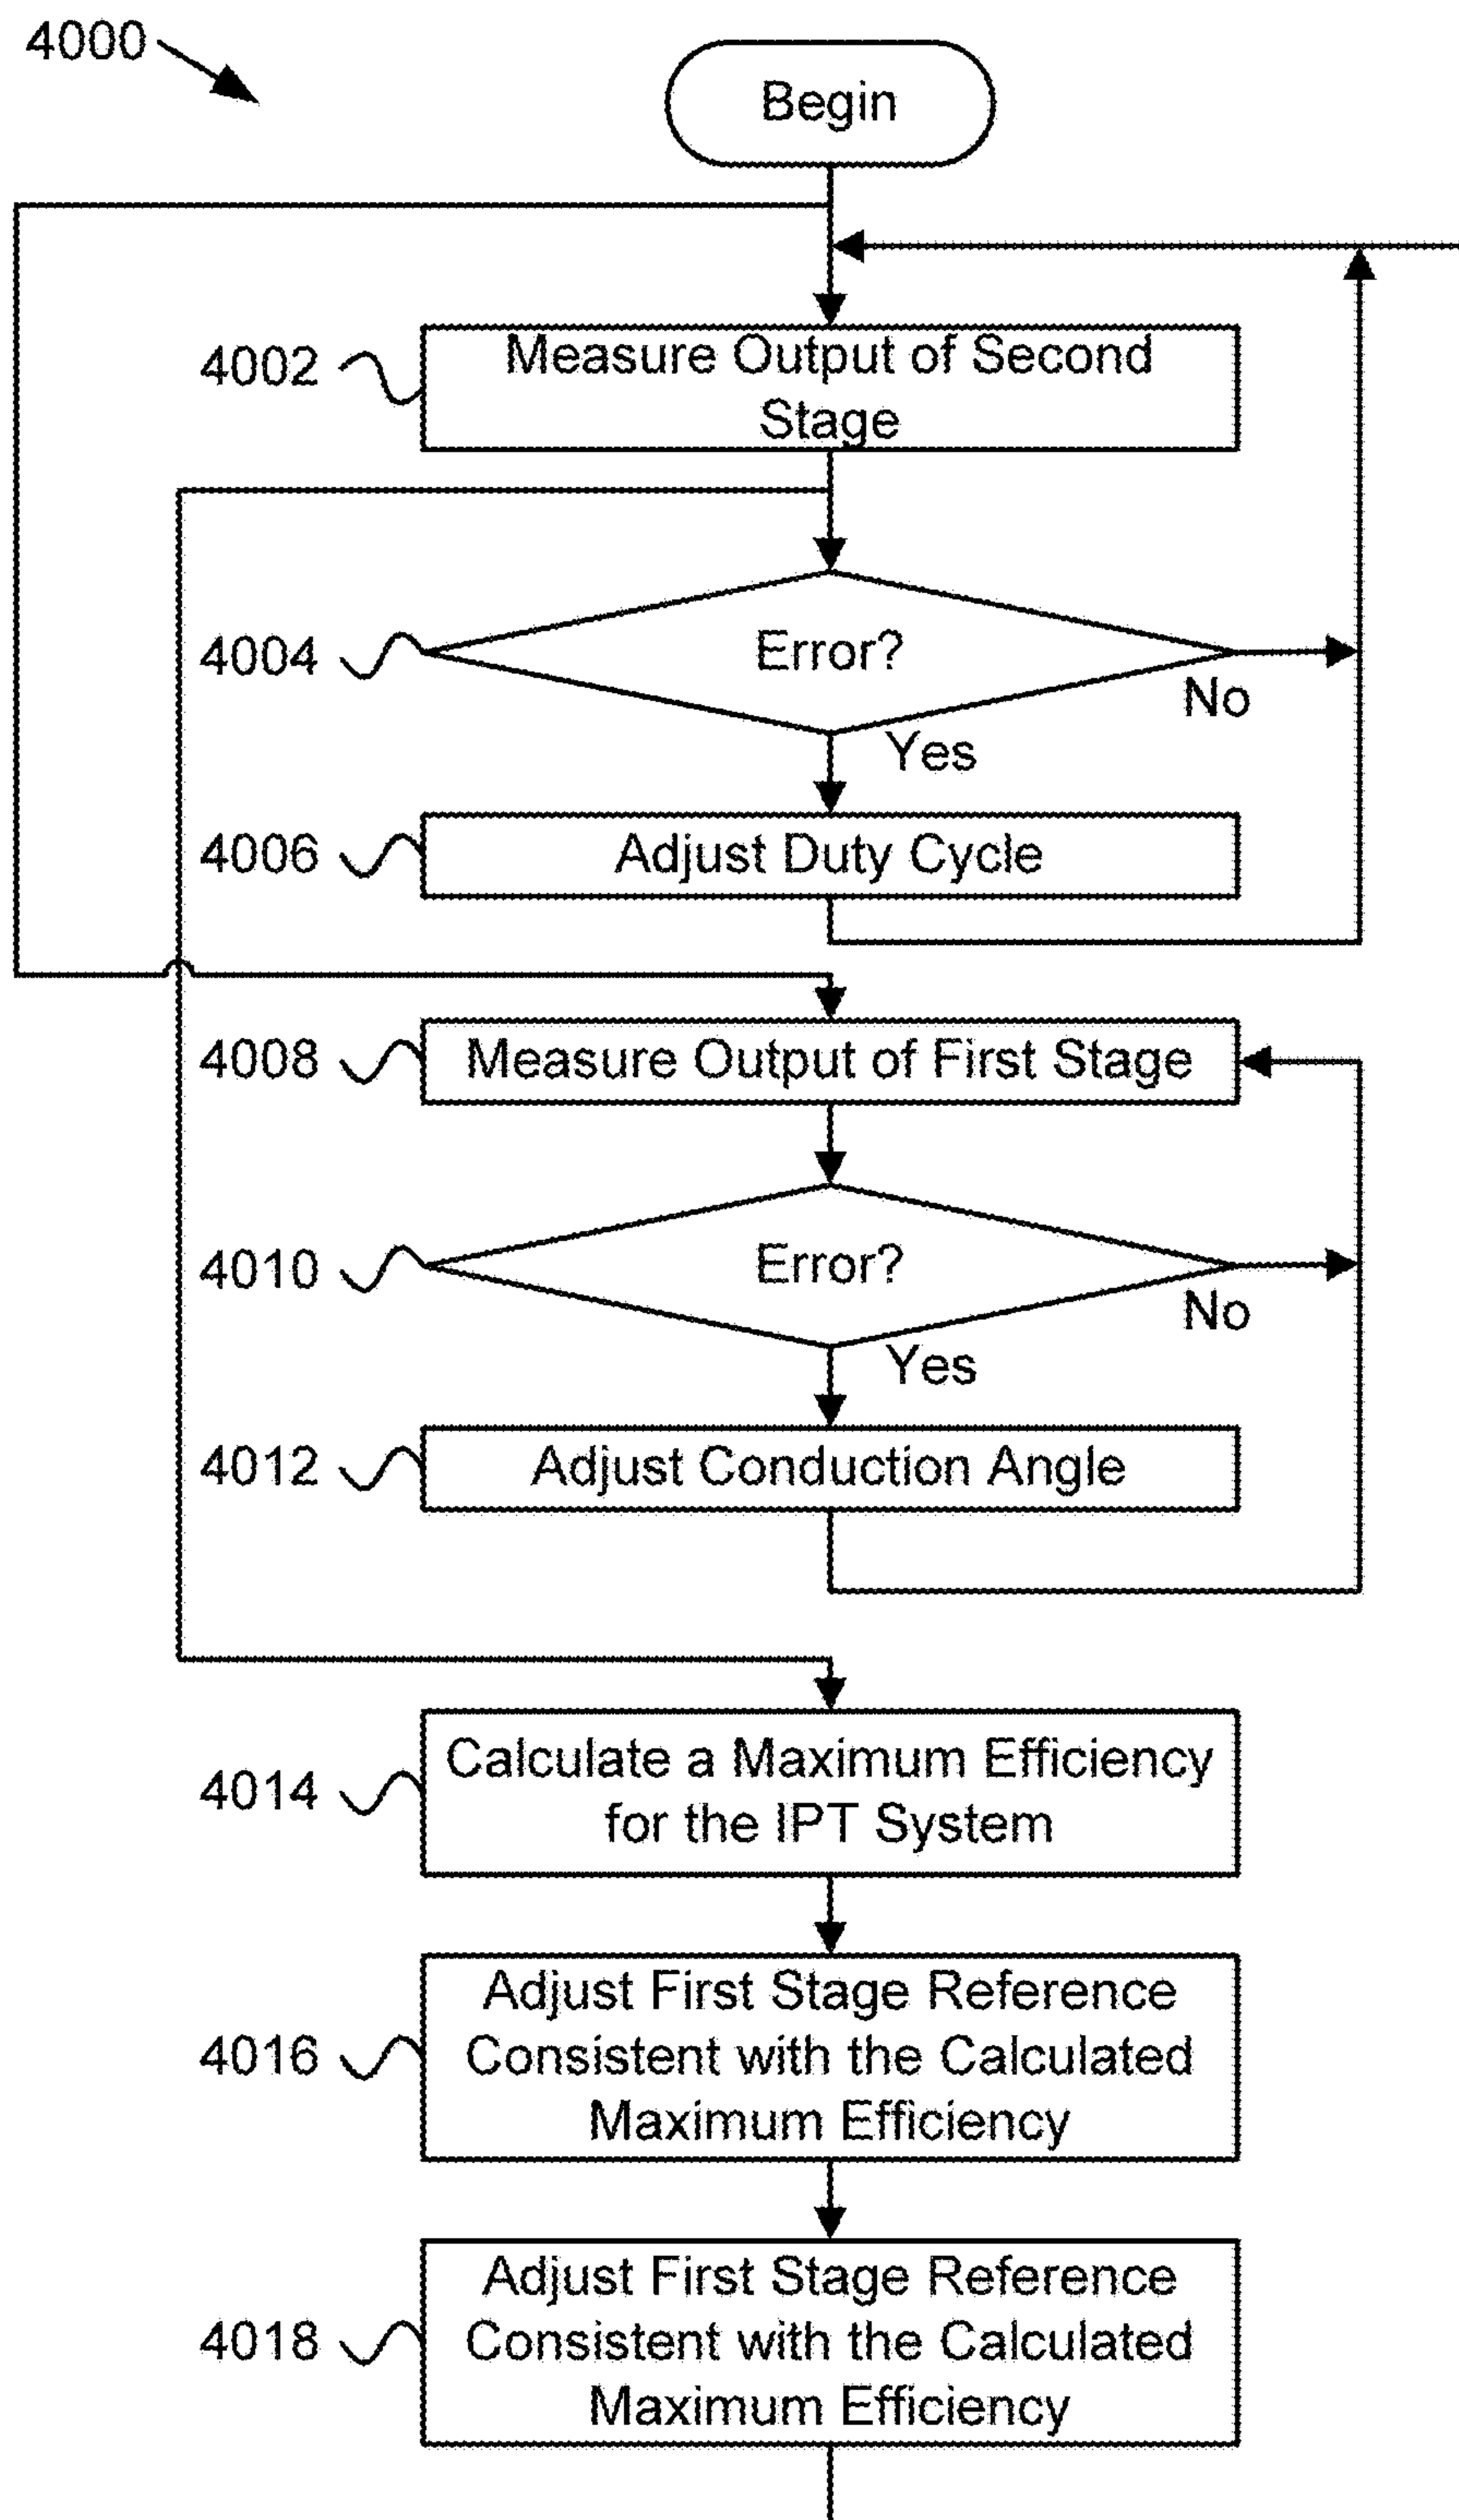 4000
Begin
4002
Measure Output of Second
Stage
4004
Error?
No
Yes
4006
Adjust Duty Cycle
4008
Measure Output of First Stage
4010
Error?
No
Yes
4012
Adjust Conduction Angle
4014
Calculate a Maximum Efficiency
for the IPT System
4016
Adjust First Stage Reference
Consistent with the Calculated
Maximum Efficiency
4018
Adjust First Stage Reference
Consistent with the Calculated
Maximum Efficiency